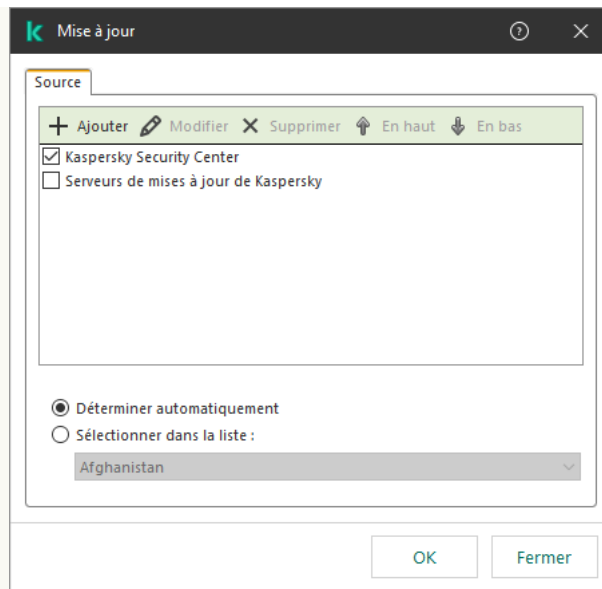 Mise à jour
Source
Ajouter Modifier Supprimer En haut En bas
Kaspersky Security Center
Serveurs de mises à jour de Kaspersky
Déterminer automatiquement
Sélectionner dans la liste :
Afghanistan
OK Fermer